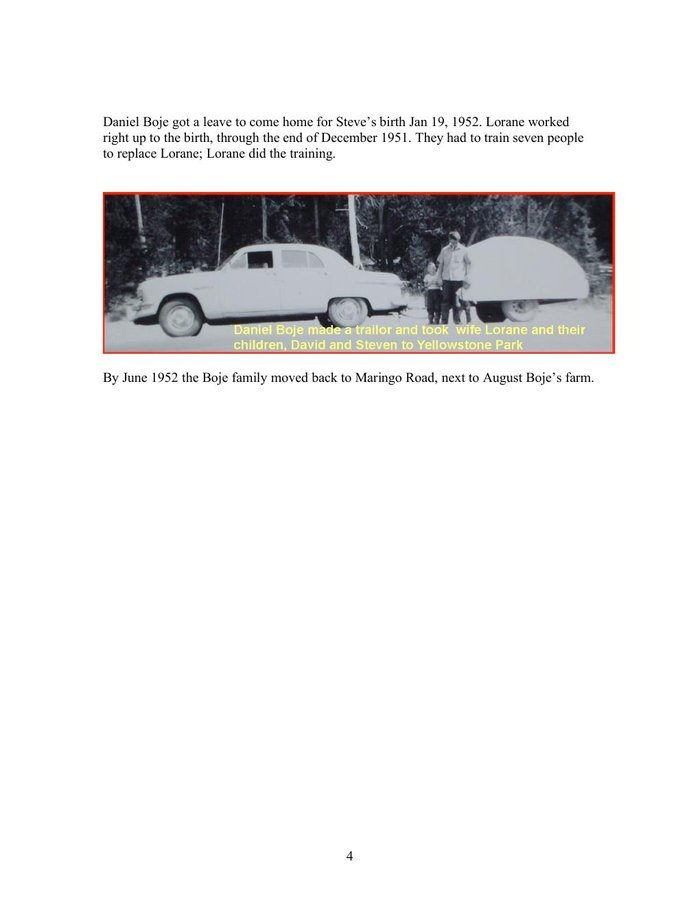 Daniel Boje got a leave to come home for Steve’s birth Jan 19, 1952. Lorane worked
right up to the birth, through the end of December 1951. They had to train seven people
to replace Lorane; Lorane did the training.
Daniel Boje made a trailor and took  wife Lorane and their
children, David and Steven to Yellowstone Park
By June 1952 the Boje family moved back to Maringo Road, next to August Boje’s farm.
4